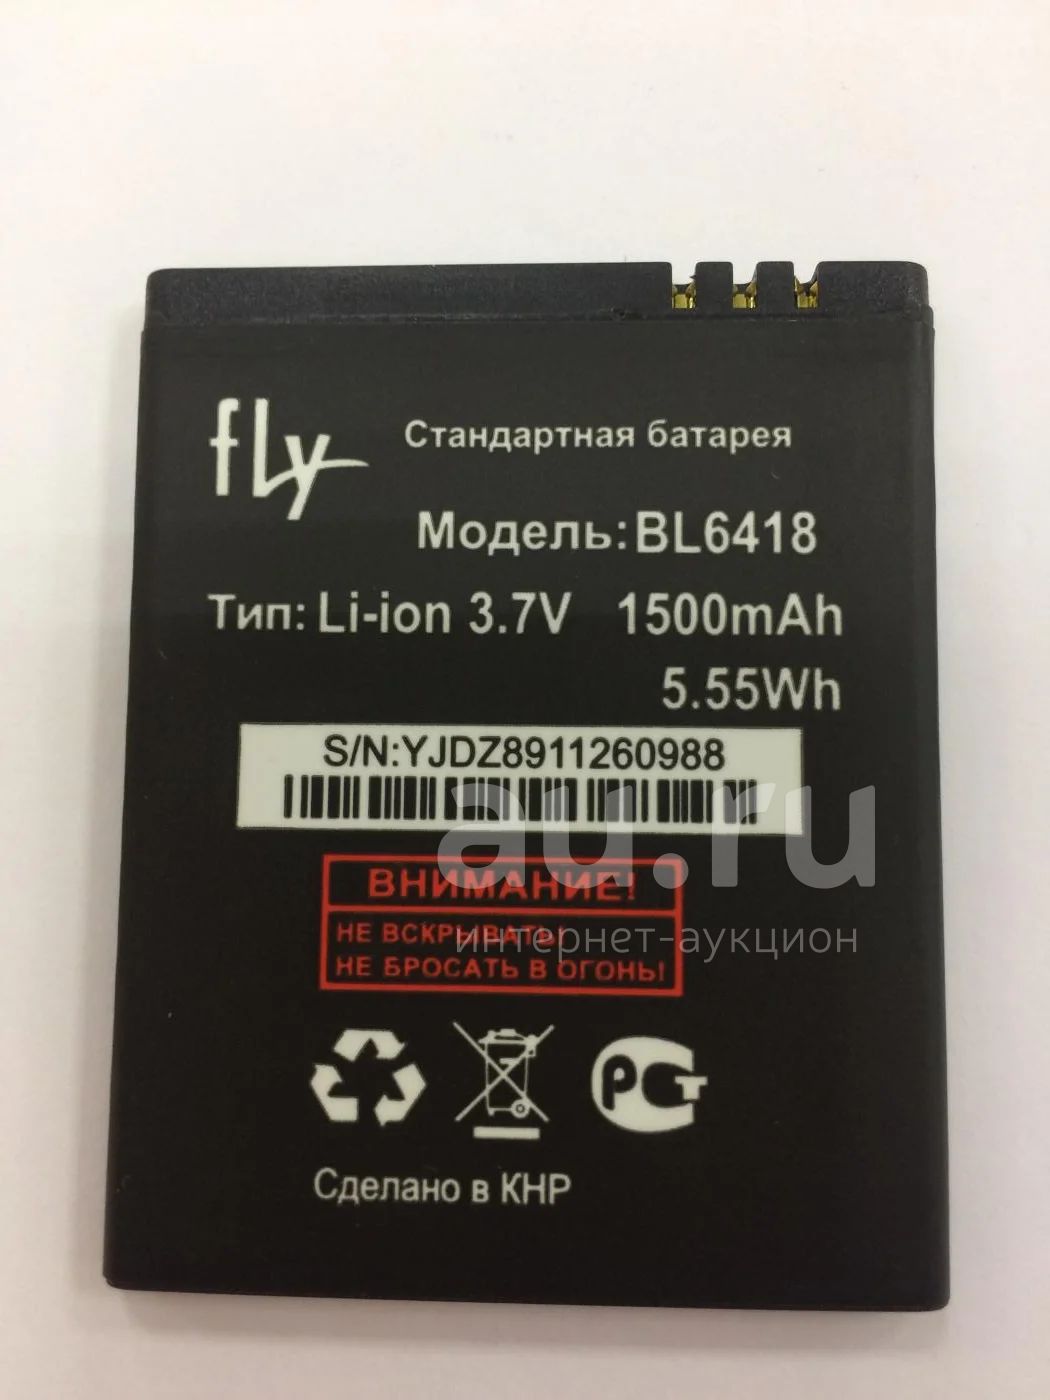 fly
Стандартная батарея
Модель: BL6418
Тип: Li-ion 3.7V 1500mAh
5.55Wh
S/N:YJDZ8911260988
au.ru
интернет-аукцион
ВНИМАНИЕ!
НЕ ВСКРЫВАТЬ!
НЕ БРОСАТЬ В ОГОНЬ!
РСТ
Сделано в КНР